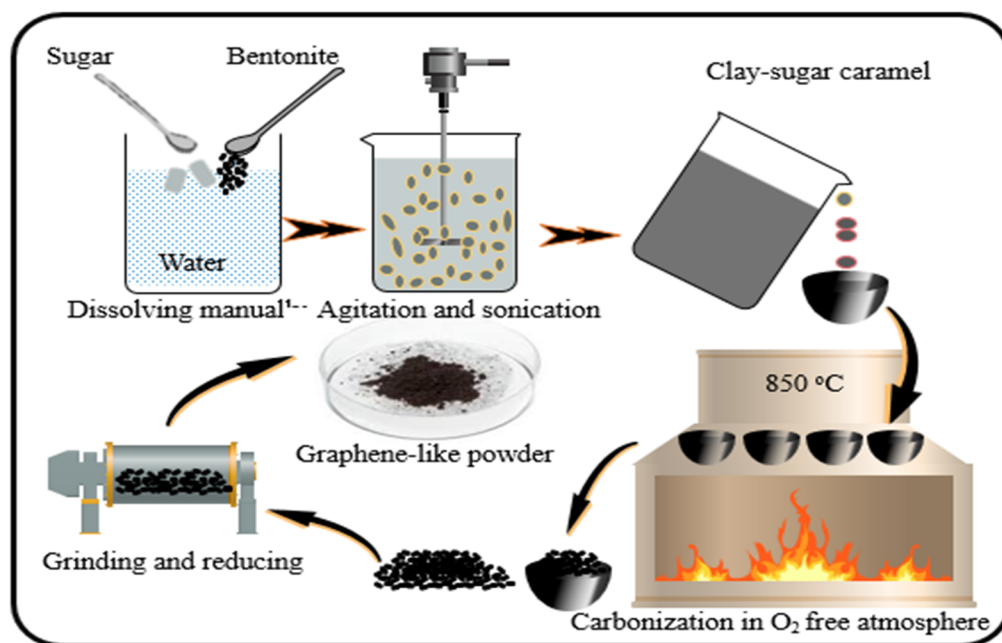 Sugar
Bentonite
Clay-sugar caramel
Water
Dissolving
Agitation and sonication
850 °C
Graphene-like powder
Grinding and reducing
Carbonization in O₂ free atmosphere